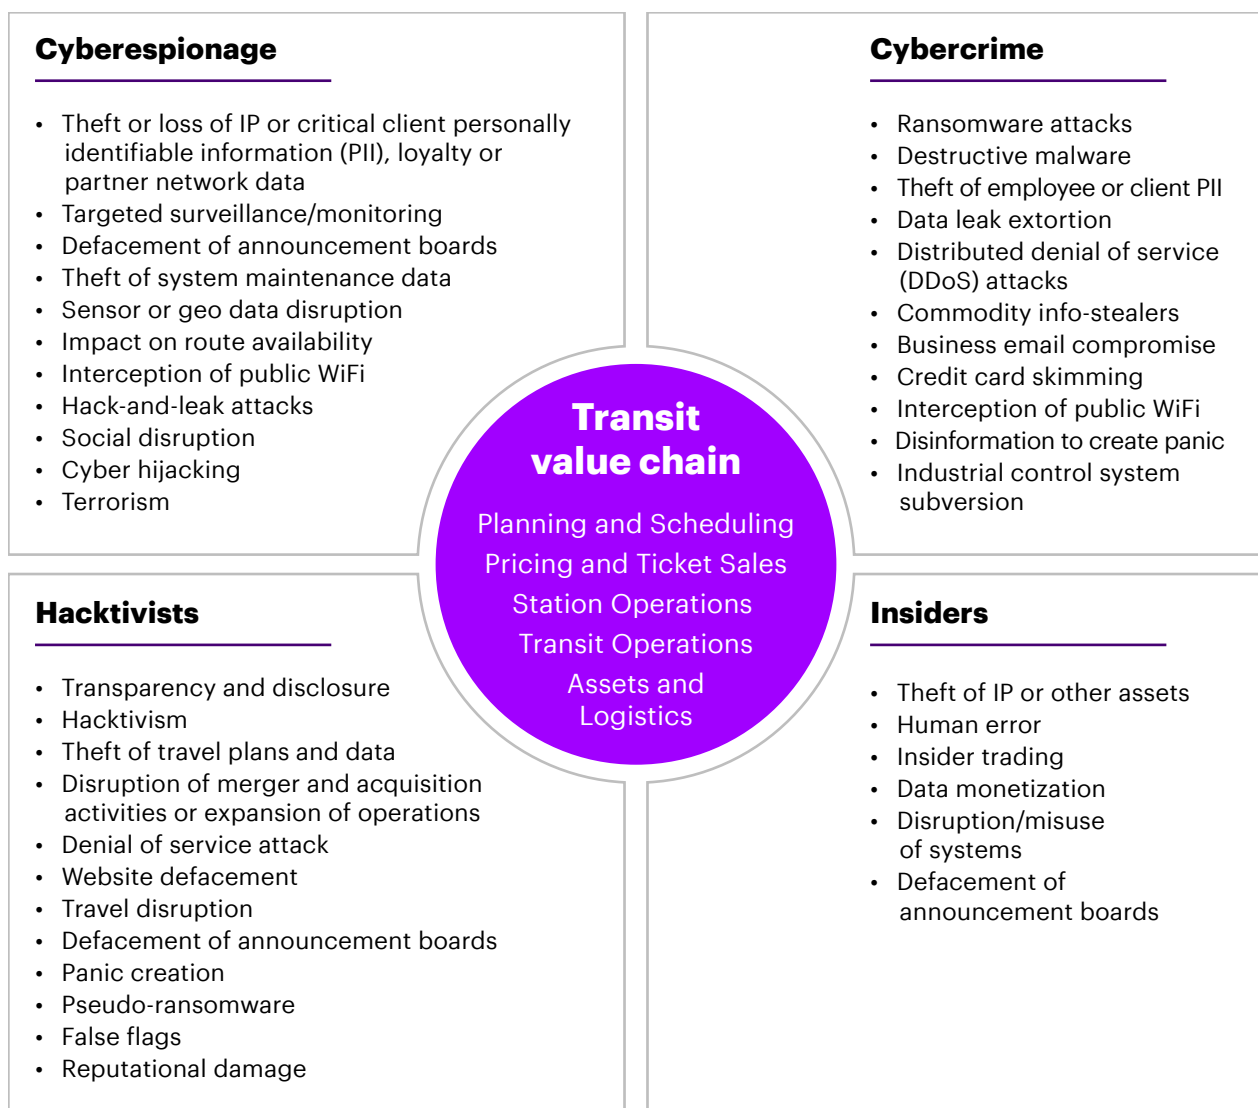 Cyberespionage
• Theft or loss of IP or critical client personally
identifiable information (PII), loyalty or
partner network data
• Targeted surveillance/monitoring
• Defacement of announcement boards
• Theft of system maintenance data
• Sensor or geo data disruption
• Impact on route availability
• Interception of public WiFi
• Hack-and-leak attacks
• Social disruption
• Cyber hijacking
• Terrorism
Cybercrime
• Ransomware attacks
• Destructive malware
• Theft of employee or client PII
• Data leak extortion
• Distributed denial of service
(DDoS) attacks
• Commodity info-stealers
• Business email compromise
• Credit card skimming
• Interception of public WiFi
• Disinformation to create panic
• Industrial control system
subversion
Transit
value chain
Planning and Scheduling
Pricing and Ticket Sales
Station Operations
Transit Operations
Assets and
Logistics
Hacktivists
• Transparency and disclosure
• Hacktivism
• Theft of travel plans and data
• Disruption of merger and acquisition
activities or expansion of operations
• Denial of service attack
• Website defacement
• Travel disruption
• Defacement of announcement boards
• Panic creation
• Pseudo-ransomware
• False flags
• Reputational damage
Insiders
• Theft of IP or other assets
• Human error
• Insider trading
• Data monetization
• Disruption/misuse
of systems
• Defacement of
announcement boards